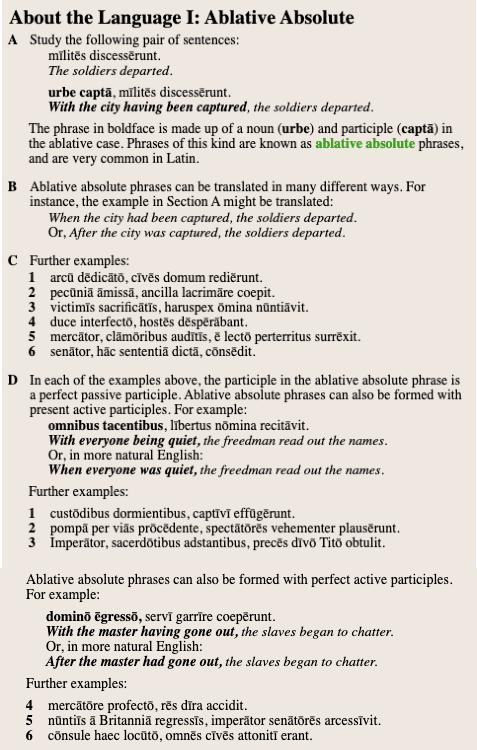 About the Language I: Ablative Absolute
A Study the following pair of sentences:
mīlitēs discessērunt.
The soldiers departed.
urbe captā, mīlitēs discessērunt.
With the city having been captured, the soldiers departed.
The phrase in boldface is made up of a noun (urbe) and participle (captā) in
the ablative case. Phrases of this kind are known as ablative absolute phrases,
and are very common in Latin.
B Ablative absolute phrases can be translated in many different ways. For
instance, the example in Section A might be translated:
When the city had been captured, the soldiers departed.
Or, After the city was captured, the soldiers departed.
C Further examples:
1 arcū dēdicātō, cīvēs domum rediērunt.
2 pecūniā āmissā, ancilla lacrimāre coepit.
3 victimīs sacrificātīs, haruspex ōmina nūntiāvit.
4 duce interfectō, hostēs dēspērābant.
5 mercātor, clāmōribus audītīs, ē lectō perterritus surrēxit.
6 senātor, hāc sententiā dictā, cōnsēdit.
D In each of the examples above, the participle in the ablative absolute phrase is
a perfect passive participle. Ablative absolute phrases can also be formed with
present active participles. For example:
omnibus tacentibus, lībertus nōmina recitāvit.
With everyone being quiet, the freedman read out the names.
Or, in more natural English:
When everyone was quiet, the freedman read out the names.
Further examples:
1 custōdibus dormientibus, captīvī effūgērunt.
2 pompā per viās prōcēdente, spectātōrēs vehementer plausērunt.
3 Imperātor, sacerdōtibus adstantibus, precēs dīvō Titō obtulit.
Ablative absolute phrases can also be formed with perfect active participles.
For example:
dominō ēgressō, servī garrīre coepērunt.
With the master having gone out, the slaves began to chatter.
Or, in more natural English:
After the master had gone out, the slaves began to chatter.
Further examples:
4 mercātōre profectō, rēs dīra accidit.
5 nūntiīs ā Britanniā regressīs, imperātor senātōrēs arcessīvit.
6 cōnsule haec locūtō, omnēs cīvēs attonitī erant.